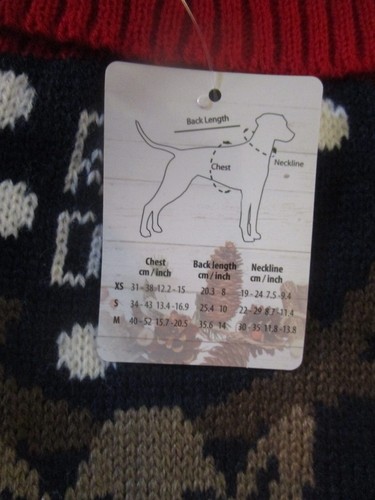 Back Length
Chest
Neckline
Chest Back length Neckline
cm / inch cm / inch cm / inch
XS 31 - 38 12.2 - 15 20.3 8 19 - 24 7.5 -9.4
S 34 - 43 13.4 - 16.9 25.4 10 22 - 29 8.7 -11.4
M 40 - 52 15.7 - 20.5 35.6 14 30 - 35 11.8 -13.8